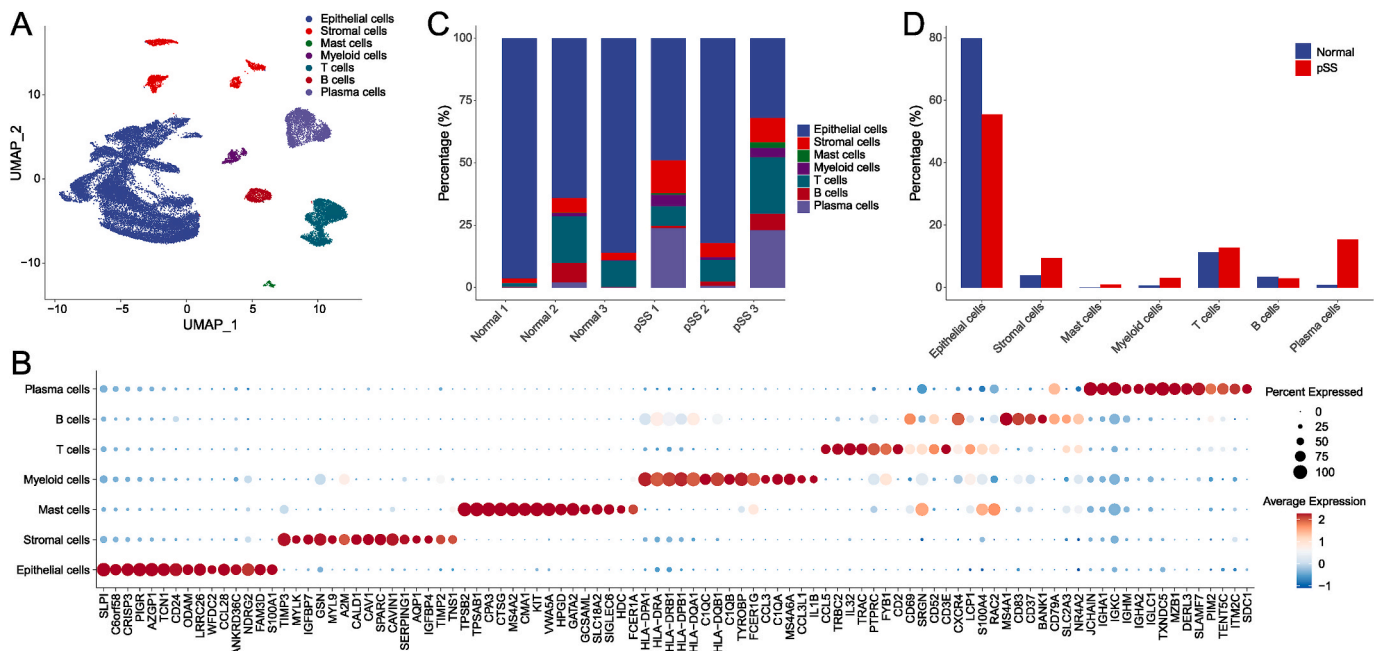 A
Epithelial cells
Stromal cells
Mast cells
Myeloid cells
T cells
B cells
Plasma cells
10
0
−10
UMAP_2
−10
−5
0
5
10
UMAP_1
C
100
75
50
25
0
Percentage (%)
Normal 1
Normal 2
Normal 3
pSS 1
pSS 2
pSS 3
Epithelial cells
Stromal cells
Mast cells
Myeloid cells
T cells
B cells
Plasma cells
D
80
60
40
20
0
Percentage (%)
Normal
pSS
Epithelial cells
Stromal cells
Mast cells
Myeloid cells
T cells
B cells
Plasma cells
B
Plasma cells
B cells
T cells
Myeloid cells
Mast cells
Stromal cells
Epithelial cells
SLPI
C6orf58
CRISP3
PIGR
AZGP1
TCN1
CD24
ODAM
LRRC26
WFDC2
CCL28
ANKRD36C
NDRG2
FAM3D
S100A1
TIMP3
MYLK
IGFBP7
GSN
MYL9
A2M
CALD1
CAV1
SPARC
CAVIN1
SERPING1
AQP1
IGFBP4
TIMP2
TNS1
TPSB2
TPSAB1
CPA3
CTSG
MS4A2
CMA1
KIT
VWA5A
HPGD
GATA2
GCSAML
SLC18A2
SIGLEC6
HDC
FCER1A
HLA−DPA1
HLA−DRA
HLA−DRB1
HLA−DPB1
HLA−DQA1
C1QC
HLA−DQB1
C1QB
TYROBP
FCER1G
CCL3
C1QA
MS4A6A
CCL3L1
IL1B
CCL5
TRBC2
IL32
TRAC
PTPRC
FYB1
CD2
CD69
SRGN
CD52
CD3E
CXCR4
LCP1
S100A4
RAC2
MS4A1
CD83
CD37
BANK1
CD79A
SLC2A3
NR4A2
JCHAIN
IGHA1
IGKC
IGHM
IGHA2
IGLC1
TXNDC5
MZB1
DERL3
SLAMF7
PIM2
TENT5C
ITM2C
SDC1
Percent Expressed
0
25
50
75
100
Average Expression
2
1
0
−1